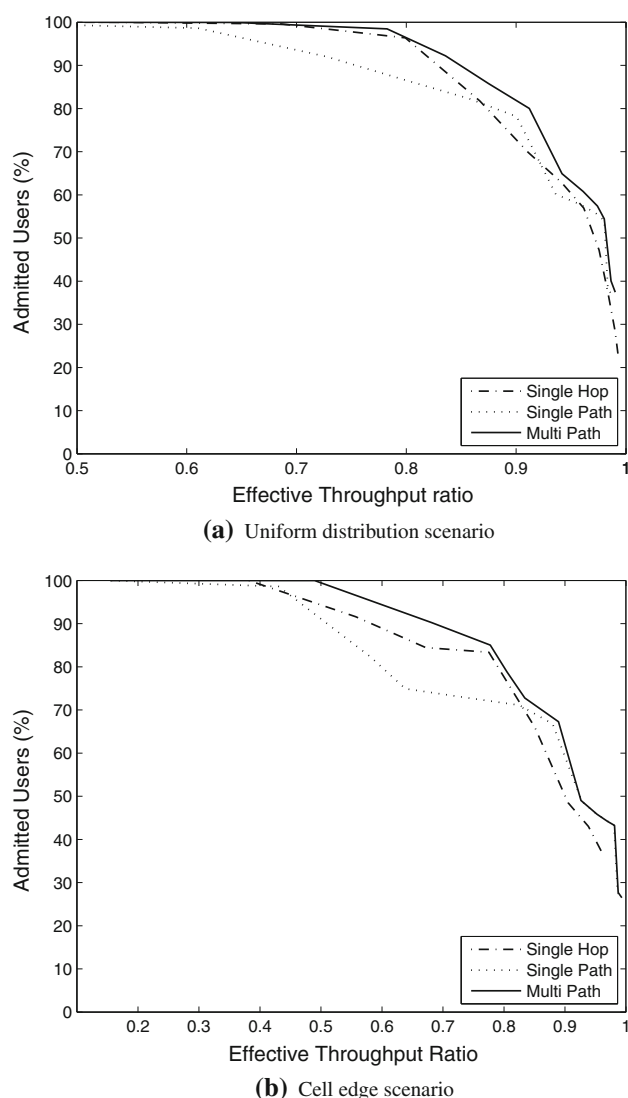 100
90
80
70
60
50
40
30
20
10
0
Admitted Users (%)
Single Hop
Single Path
Multi Path
0.5 0.6 0.7 0.8 0.9 1
Effective Throughput ratio
(a) Uniform distribution scenario
100
90
80
70
60
50
40
30
20
10
0
Admitted Users (%)
Single Hop
Single Path
Multi Path
0.2 0.3 0.4 0.5 0.6 0.7 0.8 0.9 1
Effective Throughput Ratio
(b) Cell edge scenario